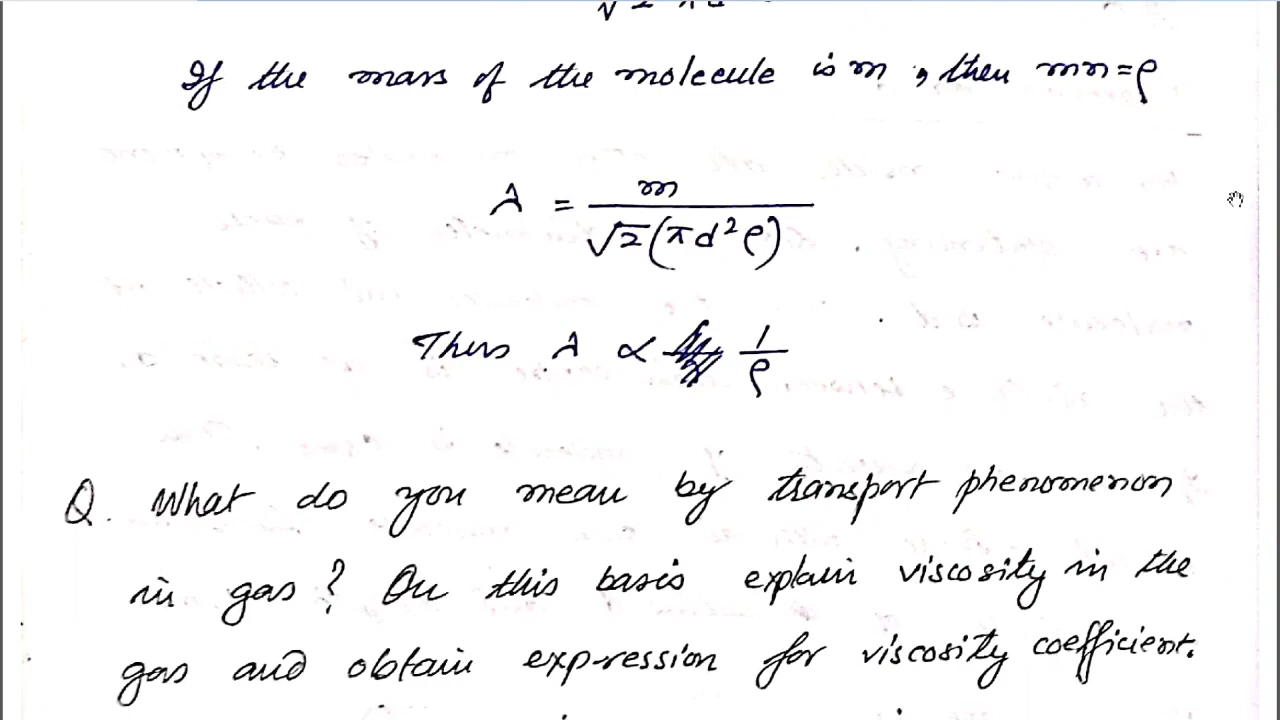 If the mass of the molecule is m, then mn=ρ
λ = m / √2(πd²ρ)
Thus λ ∝ 1/ρ
Q. What do you mean by transport phenomenon
in gas? On this basis explain viscosity in the
gas and obtain expression for viscosity coefficient.